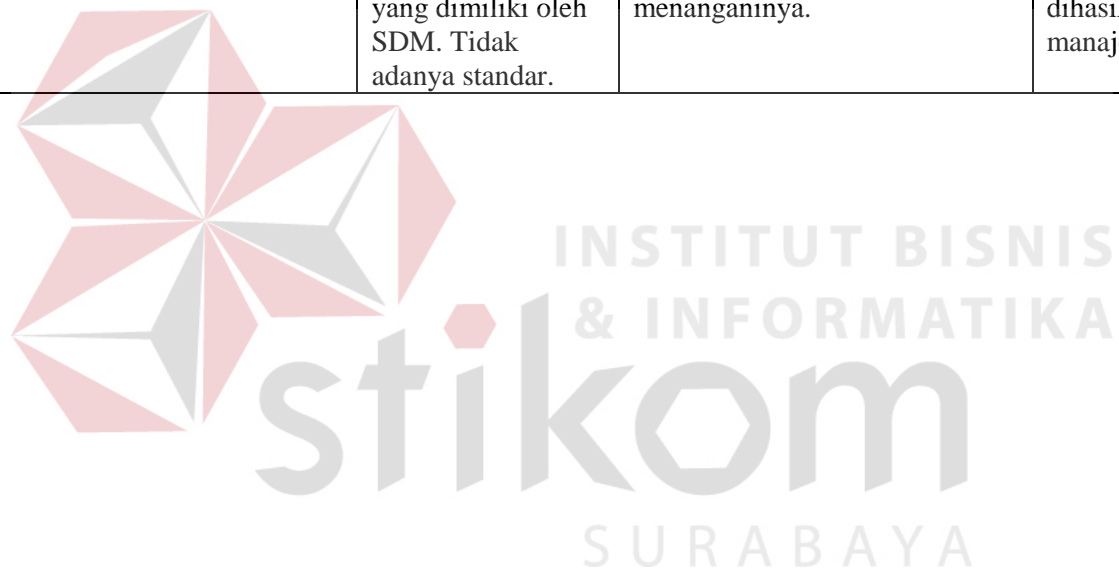 yang dimiliki oleh
SDM. Tidak
adanya standar.
menanganinya.
manaj
INSTITUT BISNIS
& INFORMATIKA
stikom
SURABAYA